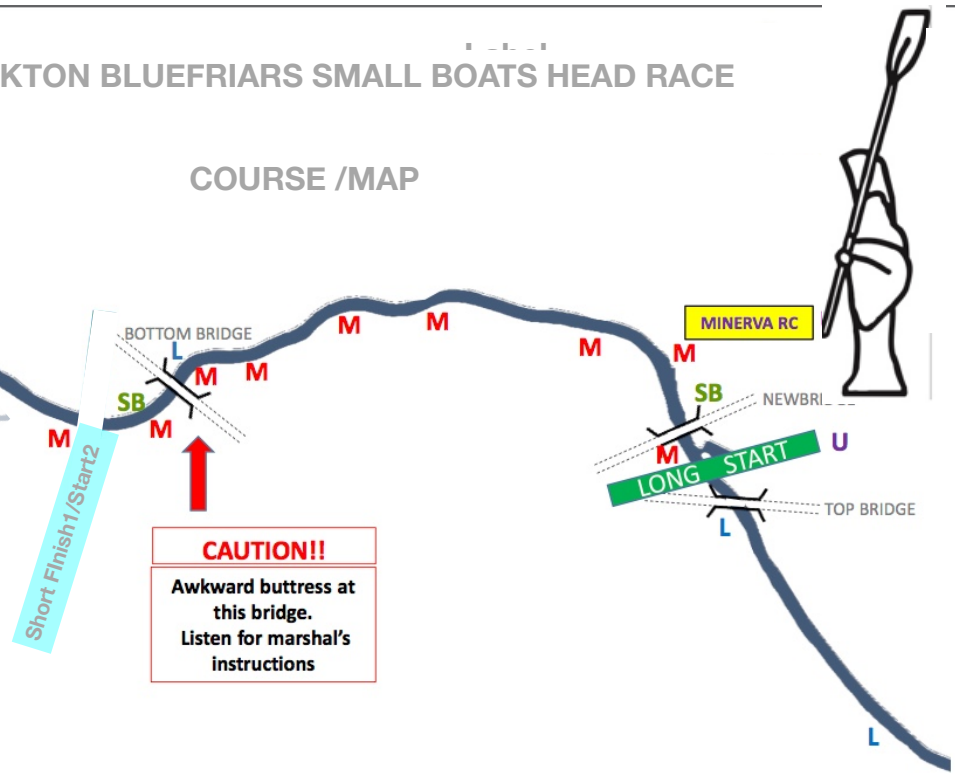 KTON BLUEFRIARS SMALL BOATS HEAD RACE
COURSE /MAP
MINERVA RC
BOTTOM BRIDGE
L
M
M
M
M
M
M
SB
M
M
SB
M
U
LONG START
TOP BRIDGE
L
Short FInish1/Start2
CAUTION!!
Awkward buttress at
this bridge.
Listen for marshal's
instructions
L